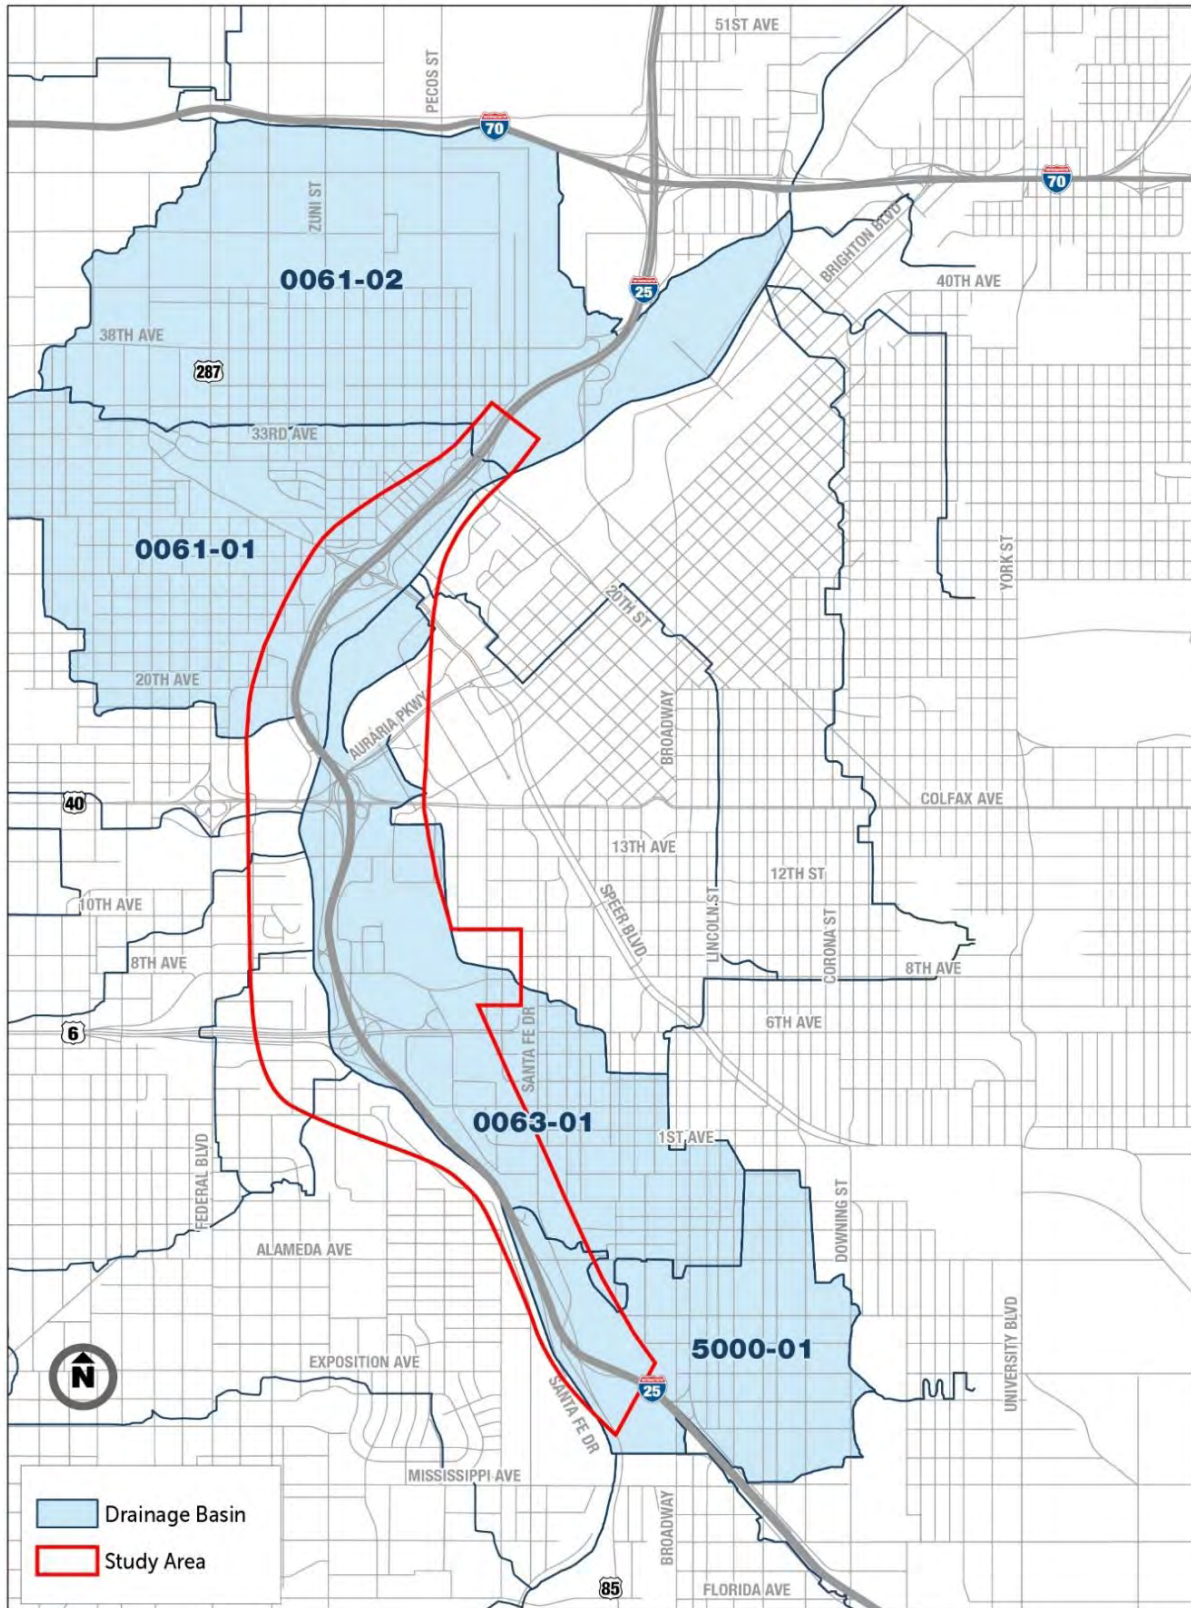 51ST AVE
PECOS ST
70
70
ZUNI ST
BRIGHTON BLVD
0061-02
40TH AVE
25
38TH AVE
287
33RD AVE
0061-01
YORK ST
20TH ST
20TH AVE
AURARIA PKWY
BROADWAY
40
COLFAX AVE
13TH AVE
12TH ST
10TH AVE
SPEER BLVD
LINCOLN ST
CORONA ST
8TH AVE
8TH AVE
6
6TH AVE
SANTA FE DR
0063-01
1ST AVE
FEDERAL BLVD
DOWNING ST
ALAMEDA AVE
UNIVERSITY BLVD
5000-01
EXPOSITION AVE
N
25
SANTA FE DR
MISSISSIPPI AVE
Drainage Basin
BROADWAY
Study Area
85
FLORIDA AVE